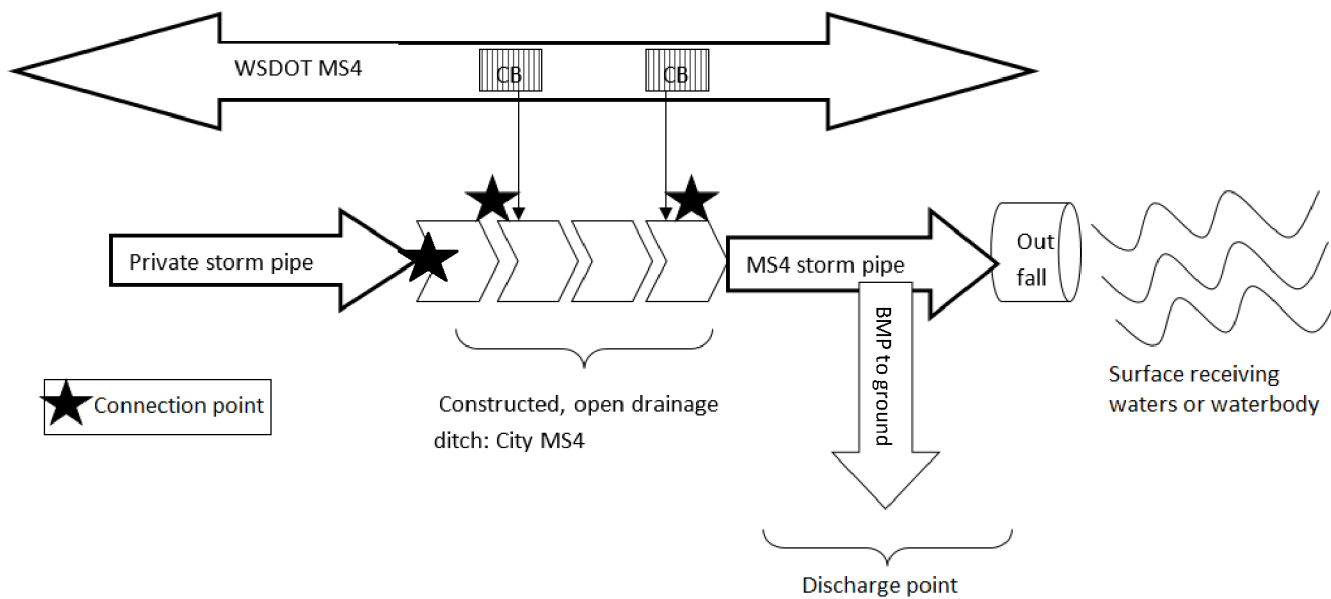 WSDOT MS4
CB
CB
Private storm pipe
MS4 storm pipe
Out
fall
BMP to ground
Connection point
Constructed, open drainage
ditch: City MS4
Surface receiving
waters or waterbody
Discharge point